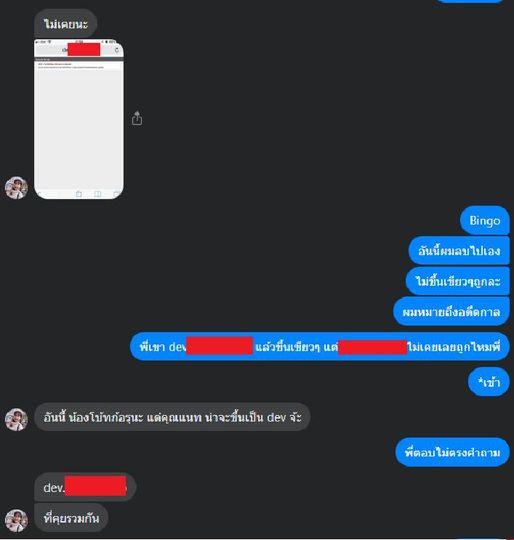 ไม่เคยนะ
Bingo
อันนี้ผมลบไปเอง
ไม่ขึ้นเขียวๆถูกละ
ผมหมายถึงอดีตกาล
พี่เขา dev แล้วขึ้นเขียวๆ แต่ ไม่เคยเลยถูกไหมพี่
*เข้า
อันนี้ น้องโบ้ทก้อรุนะ แต่คุณแนท น่าจะขึ้นเป็น dev จ้ะ
พี่ตอบไม่ตรงคำถาม
dev.
ที่คุยรวมกัน